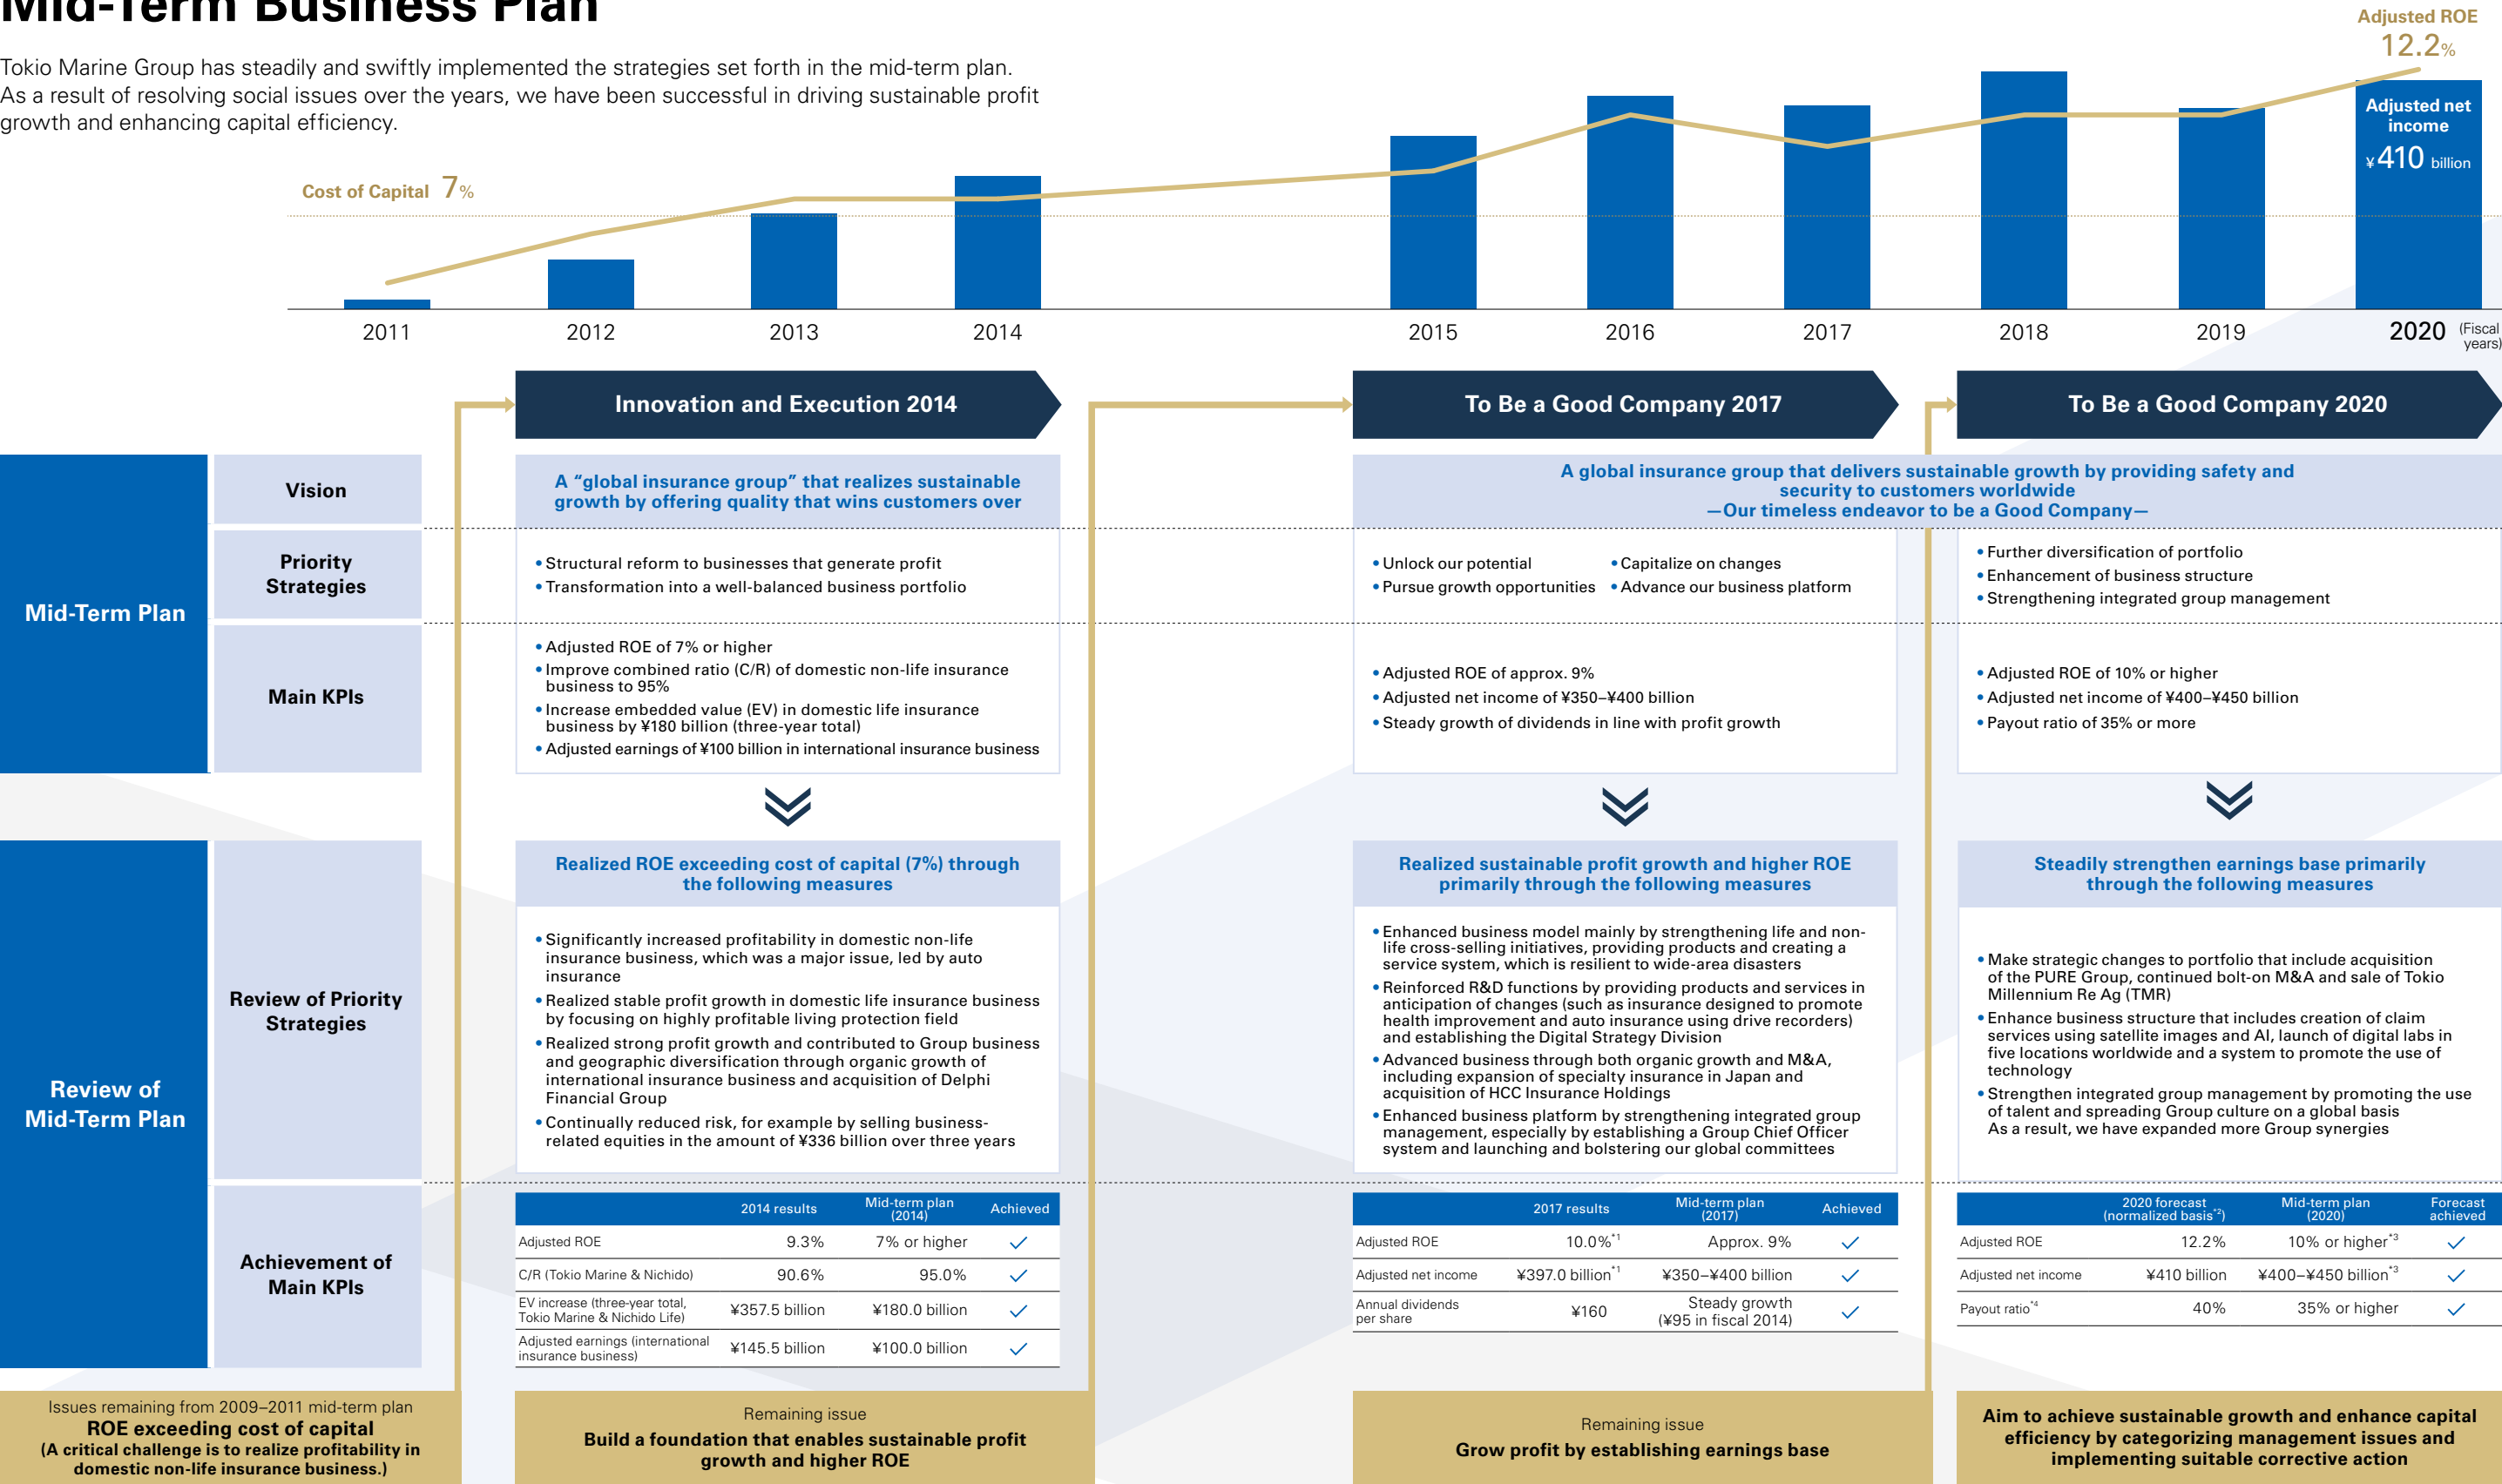 Mid-Term Business Plan
Tokio Marine Group has steadily and swiftly implemented the strategies set forth in the mid-term plan.
As a result of resolving social issues over the years, we have been successful in driving sustainable profit
growth and enhancing capital efficiency.
Adjusted ROE
12.2%
Adjusted net
income
¥410 billion
Cost of Capital 7%
2011
2012
2013
2014
2015
2016
2017
2018
2019
2020
(Fiscal
years)
Innovation and Execution 2014
To Be a Good Company 2017
To Be a Good Company 2020
Mid-Term Plan
Vision
A “global insurance group” that realizes sustainable
growth by offering quality that wins customers over
A global insurance group that delivers sustainable growth by providing safety and
security to customers worldwide
—Our timeless endeavor to be a Good Company—
Priority
Strategies
• Structural reform to businesses that generate profit
• Transformation into a well-balanced business portfolio
• Unlock our potential
• Capitalize on changes
• Pursue growth opportunities
• Advance our business platform
• Further diversification of portfolio
• Enhancement of business structure
• Strengthening integrated group management
Main KPIs
• Adjusted ROE of 7% or higher
• Improve combined ratio (C/R) of domestic non-life insurance
business to 95%
• Increase embedded value (EV) in domestic life insurance
business by ¥180 billion (three-year total)
• Adjusted earnings of ¥100 billion in international insurance business
• Adjusted ROE of approx. 9%
• Adjusted net income of ¥350–¥400 billion
• Steady growth of dividends in line with profit growth
• Adjusted ROE of 10% or higher
• Adjusted net income of ¥400–¥450 billion
• Payout ratio of 35% or more
Review of
Mid-Term Plan
Review of Priority
Strategies
Realized ROE exceeding cost of capital (7%) through
the following measures
• Significantly increased profitability in domestic non-life
insurance business, which was a major issue, led by auto
insurance
• Realized stable profit growth in domestic life insurance business
by focusing on highly profitable living protection field
• Realized strong profit growth and contributed to Group business
and geographic diversification through organic growth of
international insurance business and acquisition of Delphi
Financial Group
• Continually reduced risk, for example by selling business-
related equities in the amount of ¥336 billion over three years
Realized sustainable profit growth and higher ROE
primarily through the following measures
• Enhanced business model mainly by strengthening life and non-
life cross-selling initiatives, providing products and creating a
service system, which is resilient to wide-area disasters
• Reinforced R&D functions by providing products and services in
anticipation of changes (such as insurance designed to promote
health improvement and auto insurance using drive recorders)
and establishing the Digital Strategy Division
• Advanced business through both organic growth and M&A,
including expansion of specialty insurance in Japan and
acquisition of HCC Insurance Holdings
• Enhanced business platform by strengthening integrated group
management, especially by establishing a Group Chief Officer
system and launching and bolstering our global committees
Steadily strengthen earnings base primarily
through the following measures
• Make strategic changes to portfolio that include acquisition
of the PURE Group, continued bolt-on M&A and sale of Tokio
Millennium Re Ag (TMR)
• Enhance business structure that includes creation of claim
services using satellite images and AI, launch of digital labs in
five locations worldwide and a system to promote the use of
technology
• Strengthen integrated group management by promoting the use
of talent and spreading Group culture on a global basis
As a result, we have expanded more Group synergies
Achievement of
Main KPIs
2014 results Mid-term plan (2014) Achieved
Adjusted ROE 9.3% 7% or higher ✓
C/R (Tokio Marine & Nichido) 90.6% 95.0% ✓
EV increase (three-year total,
Tokio Marine & Nichido Life) ¥357.5 billion ¥180.0 billion ✓
Adjusted earnings (international
insurance business) ¥145.5 billion ¥100.0 billion ✓
2017 results Mid-term plan (2017) Achieved
Adjusted ROE 10.0%*1 Approx. 9% ✓
Adjusted net income ¥397.0 billion*1 ¥350–¥400 billion ✓
Annual dividends
per share ¥160 Steady growth
(¥95 in fiscal 2014) ✓
2020 forecast (normalized basis*2) Mid-term plan (2020) Forecast achieved
Adjusted ROE 12.2% 10% or higher*3 ✓
Adjusted net income ¥410 billion ¥400–¥450 billion*3 ✓
Payout ratio*4 40% 35% or higher ✓
Issues remaining from 2009–2011 mid-term plan
ROE exceeding cost of capital
(A critical challenge is to realize profitability in
domestic non-life insurance business.)
Remaining issue
Build a foundation that enables sustainable profit
growth and higher ROE
Remaining issue
Grow profit by establishing earnings base
Aim to achieve sustainable growth and enhance capital
efficiency by categorizing management issues and
implementing suitable corrective action